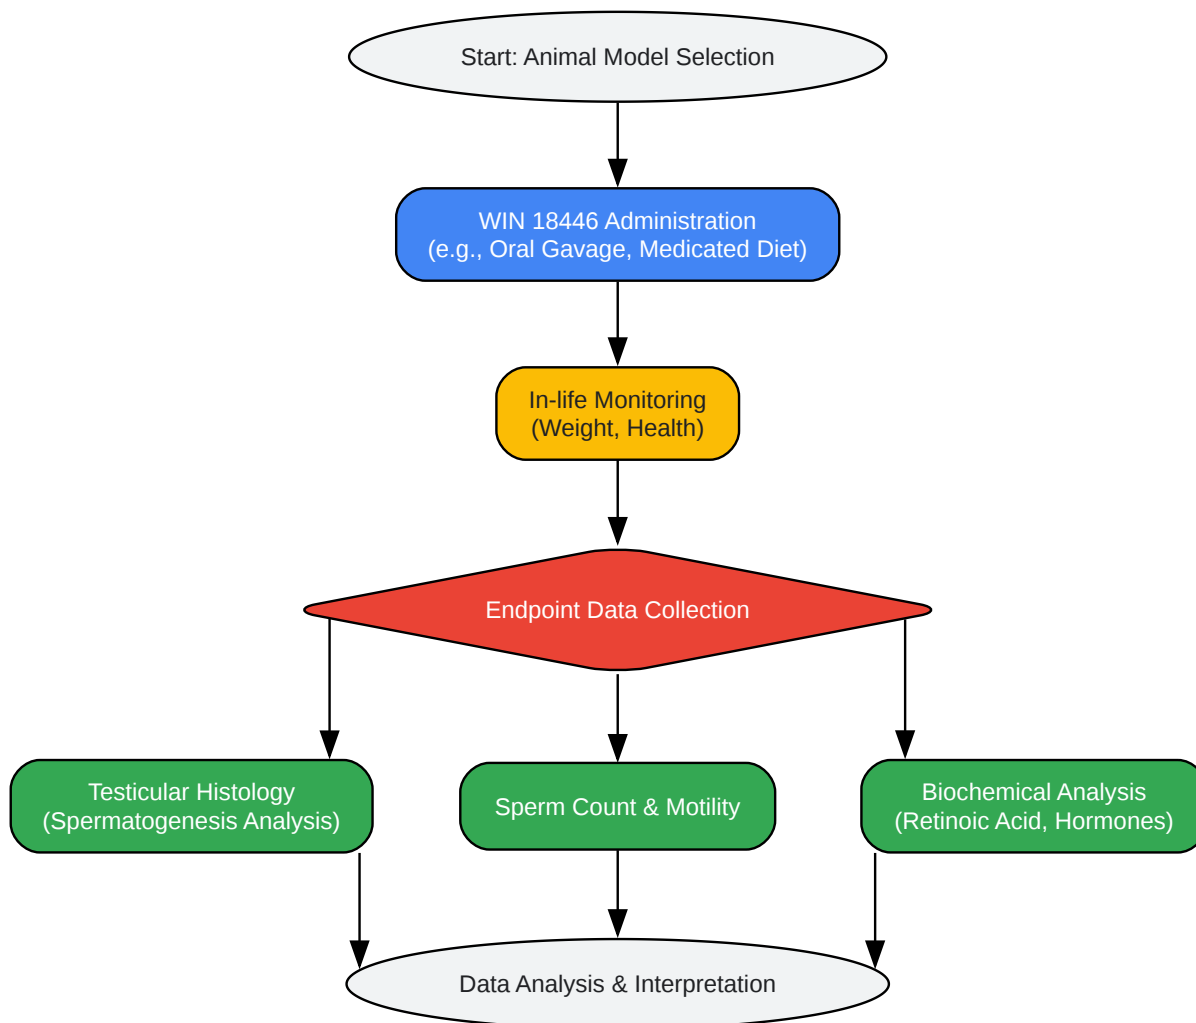 Start: Animal Model Selection
WIN 18446 Administration
(e.g., Oral Gavage, Medicated Diet)
In-life Monitoring
(Weight, Health)
Endpoint Data Collection
Testicular Histology
(Spermatogenesis Analysis)
Sperm Count & Motility
Biochemical Analysis
(Retinoic Acid, Hormones)
Data Analysis & Interpretation